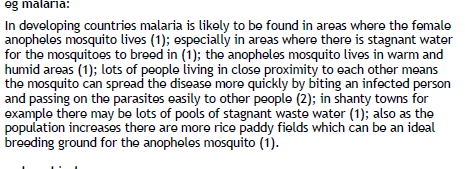 eg malaria:
In developing countries malaria is likely to be found in areas where the female
anopheles mosquito lives (1); especially in areas where there is stagnant water
for the mosquitoes to breed in (1); the anopheles mosquito lives in warm and
humid areas (1); lots of people living in close proximity to each other means
the mosquito can spread the disease more quickly by biting an infected person
and passing on the parasites easily to other people (2); in shanty towns for
example there may be lots of pools of stagnant waste water (1); also as the
population increases there are more rice paddy fields which can be an ideal
breeding ground for the anopheles mosquito (1).